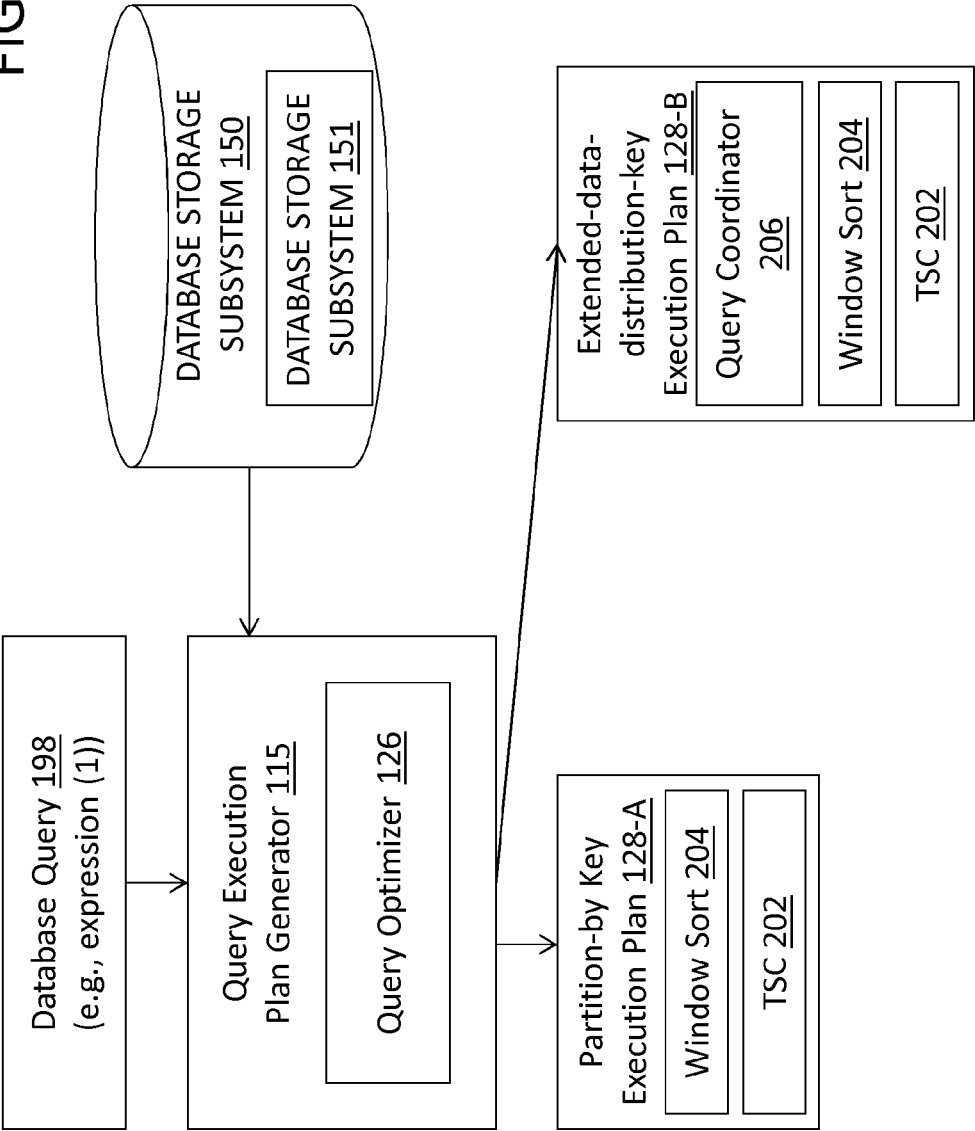 FIG
Database Query 198
(e.g., expression (1))
DATABASE STORAGE
SUBSYSTEM 150
DATABASE STORAGE
SUBSYSTEM 151
Query Execution
Plan Generator 115
Query Optimizer 126
Partition-by Key
Execution Plan 128-A
Window Sort 204
TSC 202
Extended-data-
distribution-key
Execution Plan 128-B
Query Coordinator
206
Window Sort 204
TSC 202